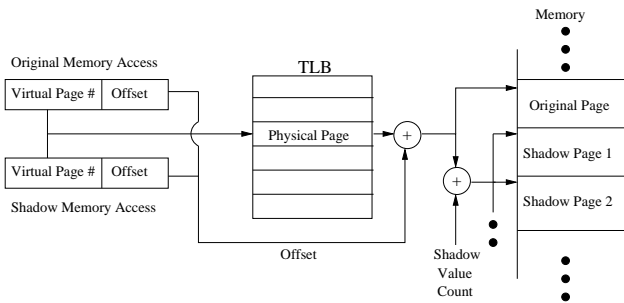 Memory
Original Memory Access
TLB
Virtual Page # Offset
Original Page
Physical Page
+
Shadow Page 1
Virtual Page # Offset
+
Shadow Page 2
Shadow Memory Access
Offset
Shadow
Value
Count